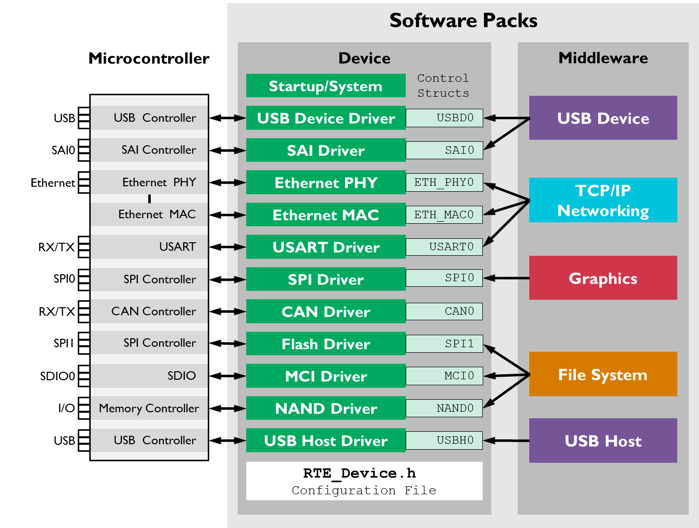 Software Packs
Microcontroller
Device
Middleware
Startup/System
Control
Structs
USB
USB Controller
USB Device Driver
USBD0
USB Device
SAI0
SAI Controller
SAI Driver
SAI0
Ethernet
Ethernet PHY
Ethernet PHY
ETH_PHY0
TCP/IP
Networking
Ethernet MAC
Ethernet MAC
ETH_MAC0
RX/TX
USART
USART Driver
USART0
SPI0
SPI Controller
SPI Driver
SPI0
Graphics
RX/TX
CAN Controller
CAN Driver
CAN0
SPI1
SPI Controller
Flash Driver
SPI1
SDIO0
SDIO
MCI Driver
MCI0
File System
I/O
Memory Controller
NAND Driver
NAND0
USB
USB Controller
USB Host Driver
USBH0
USB Host
RTE_Device.h
Configuration File